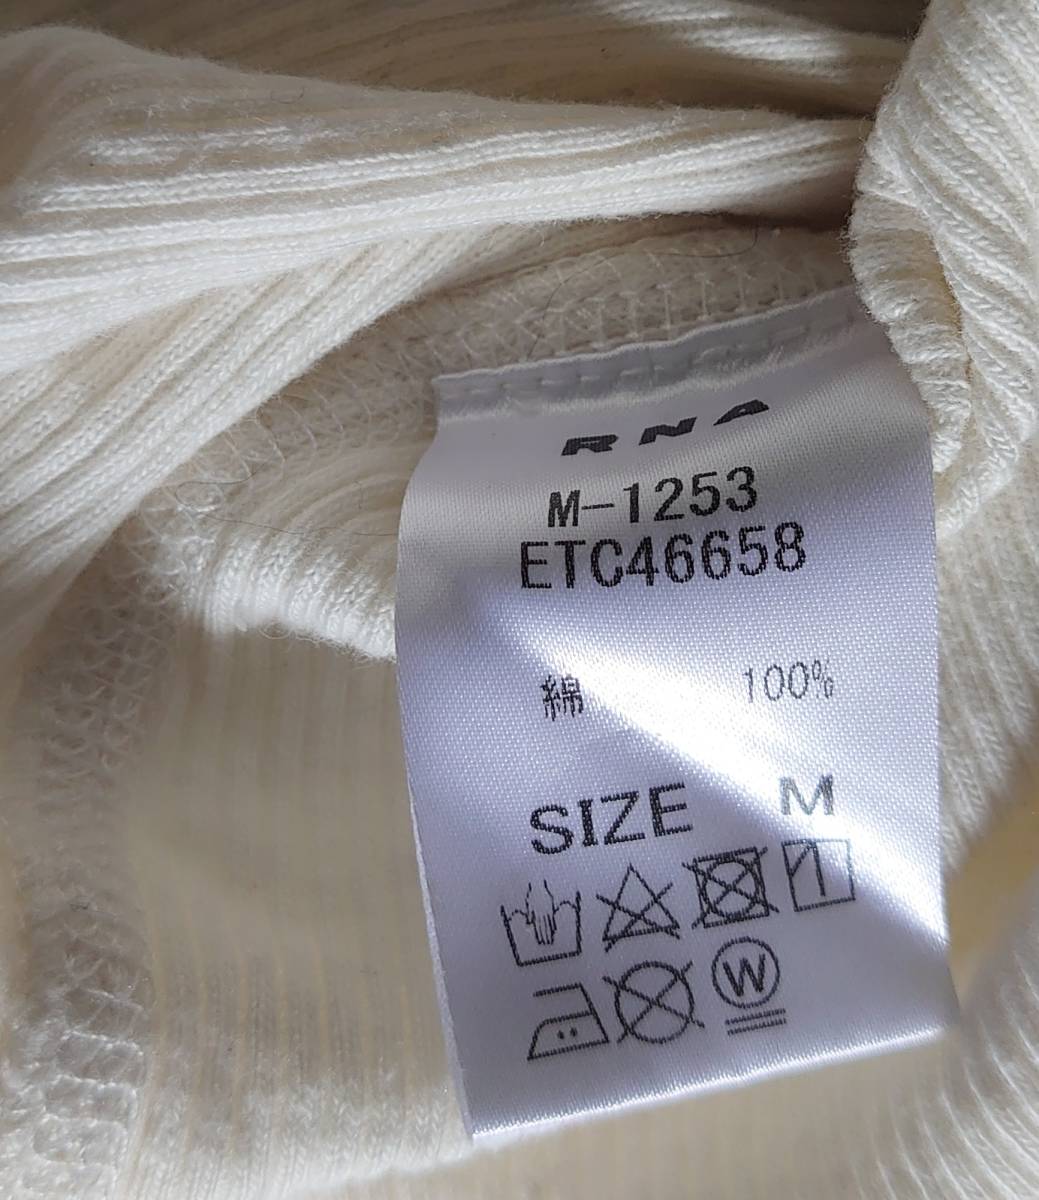 RNA
M-1253
ETC46658
綿 100%
SIZE M
W